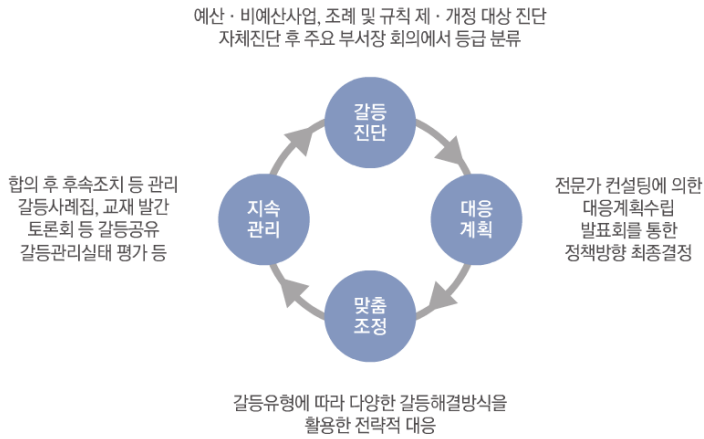 예산 · 비예산사업, 조례 및 규칙 제 · 개정 대상 진단
자체진단 후 주요 부서장 회의에서 등급 분류
갈등
진단
합의 후 후속조치 등 관리
갈등사례집, 교재 발간
토론회 등 갈등공유
갈등관리실태 평가 등
지속
관리
대응
계획
전문가 컨설팅에 의한
대응계획수립
발표회를 통한
정책방향 최종결정
맞춤
조정
갈등유형에 따라 다양한 갈등해결방식을
활용한 전략적 대응